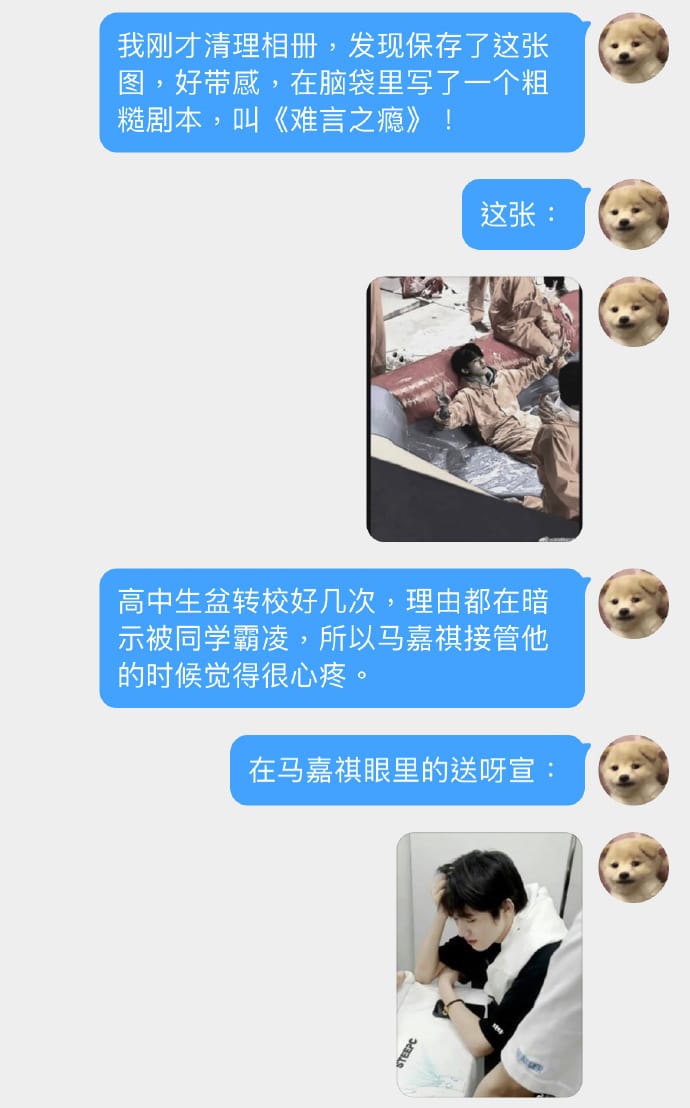 我刚才清理相册，发现保存了这张
图，好带感，在脑袋里写了一个粗
糙剧本，叫《难言之瘾》！
这张：
高中生盆转校好几次，理由都在暗
示被同学霸凌，所以马嘉祺接管他
的时候觉得很心疼。
在马嘉祺眼里的送呀宣：
STEEPC